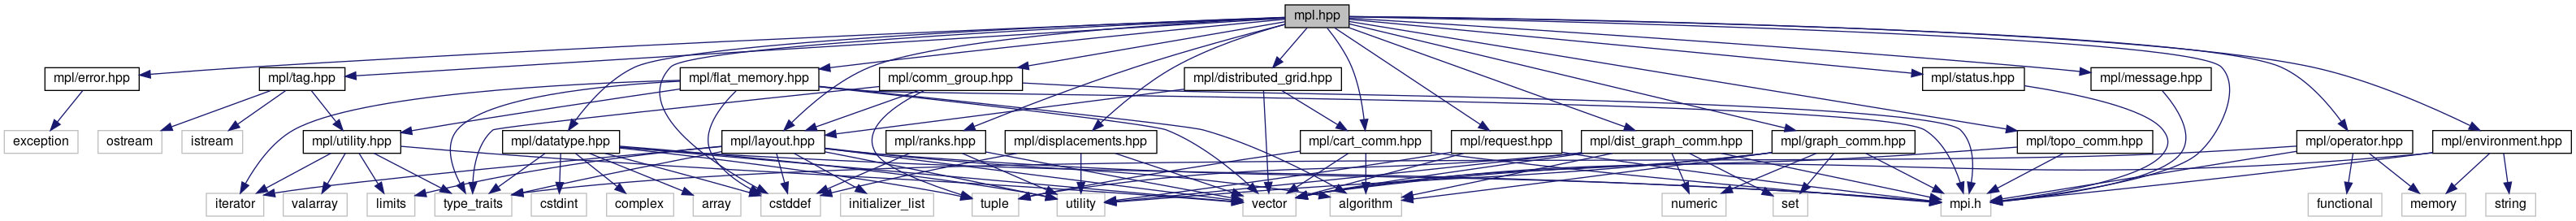 mpl.hpp
mpl/error.hpp
mpl/tag.hpp
mpl/flat_memory.hpp
mpl/comm_group.hpp
mpl/distributed_grid.hpp
mpl/status.hpp
mpl/message.hpp
exception
ostream
istream
mpl/utility.hpp
mpl/datatype.hpp
mpl/layout.hpp
mpl/ranks.hpp
mpl/displacements.hpp
mpl/cart_comm.hpp
mpl/request.hpp
mpl/dist_graph_comm.hpp
mpl/graph_comm.hpp
mpl/topo_comm.hpp
mpl/operator.hpp
mpl/environment.hpp
iterator
valarray
limits
type_traits
cstdint
complex
array
cstddef
initializer_list
tuple
utility
vector
algorithm
numeric
set
mpi.h
functional
memory
string